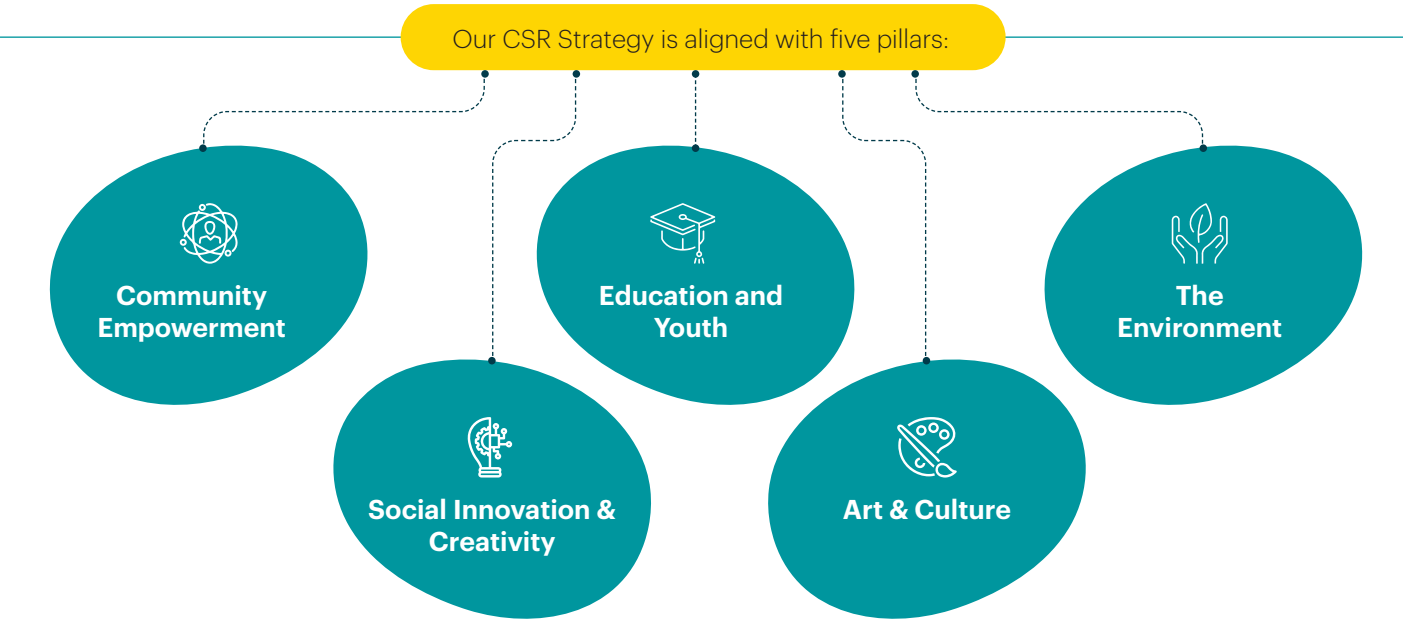 Our CSR Strategy is aligned with five pillars:
Community
Empowerment
Social Innovation &
Creativity
Education and
Youth
Art & Culture
The
Environment